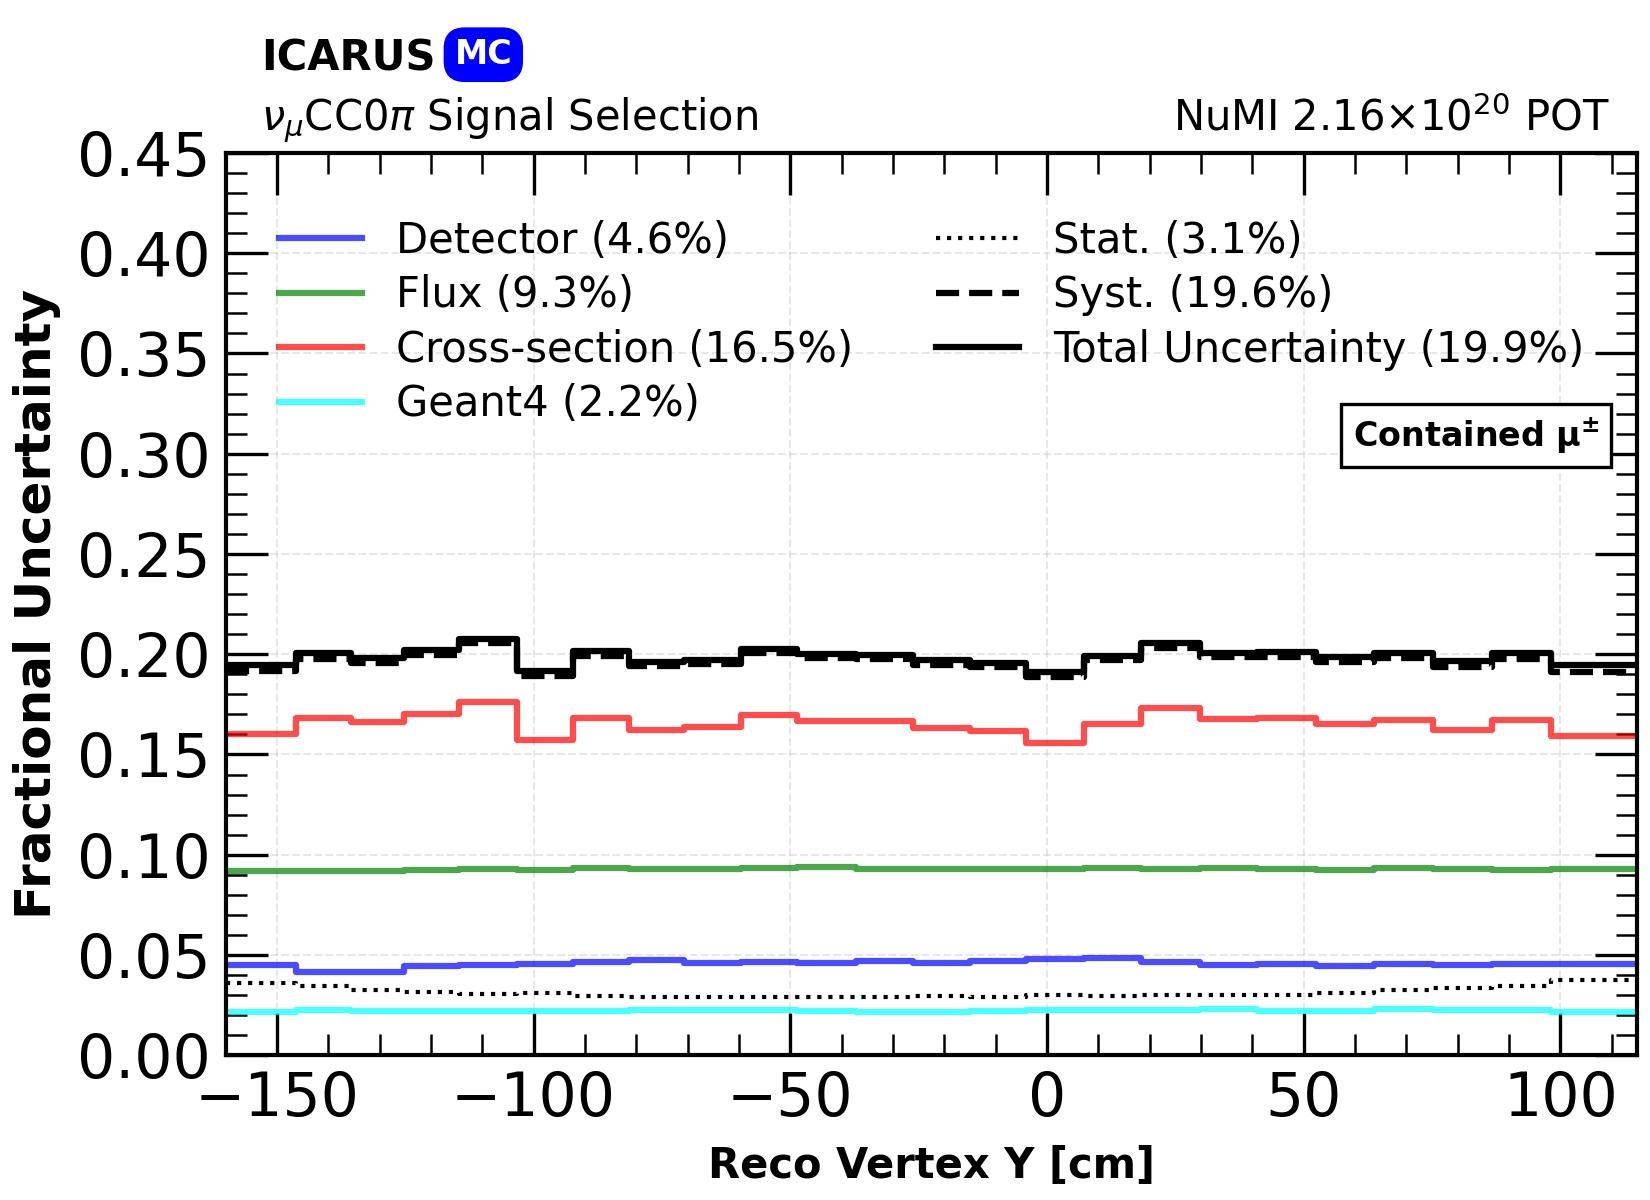 ICARUS MC
νμCC0π Signal Selection
NuMI 2.16×10²⁰ POT
0.45
0.40
0.35
0.30
0.25
0.20
0.15
0.10
0.05
0.00
Fractional Uncertainty
Detector (4.6%)
Flux (9.3%)
Cross-section (16.5%)
Geant4 (2.2%)
Stat. (3.1%)
Syst. (19.6%)
Total Uncertainty (19.9%)
Contained μ±
−150 −100 −50 0 50 100
Reco Vertex Y [cm]